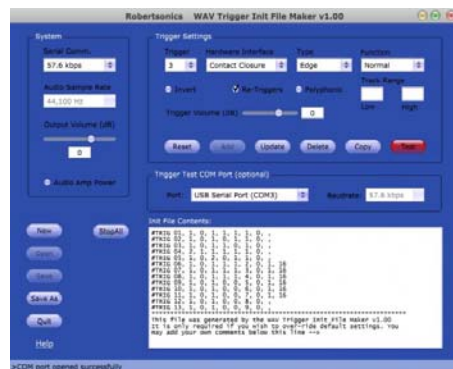 Robertsonics WAV Trigger Init File Maker v1.00
System
Serial Comm.
57.6 kbps
Audio Sample Rate
44,100 Hz
Output Volume (dB)
0
Audio Amp Power
Trigger Settings
Trigger Hardware Interface Type Function
3 Contact Closure Edge Normal
Invert Re-Triggers Polyphonic
Track Range
Low High
Trigger Volume (dB)
0
Reset Add Update Delete Copy Test
Trigger Test COM Port (optional)
Port: USB Serial Port (COM3) Baudrate: 57.6 kbps
New StopAll
Open
Save
Save As
Quit
Help
Init File Contents:
This file was generated by the WAV Trigger Init File Maker v1.00
It is only required if you wish to over-ride default settings. You
may add your own comments below this line -->
>COM port opened successfully